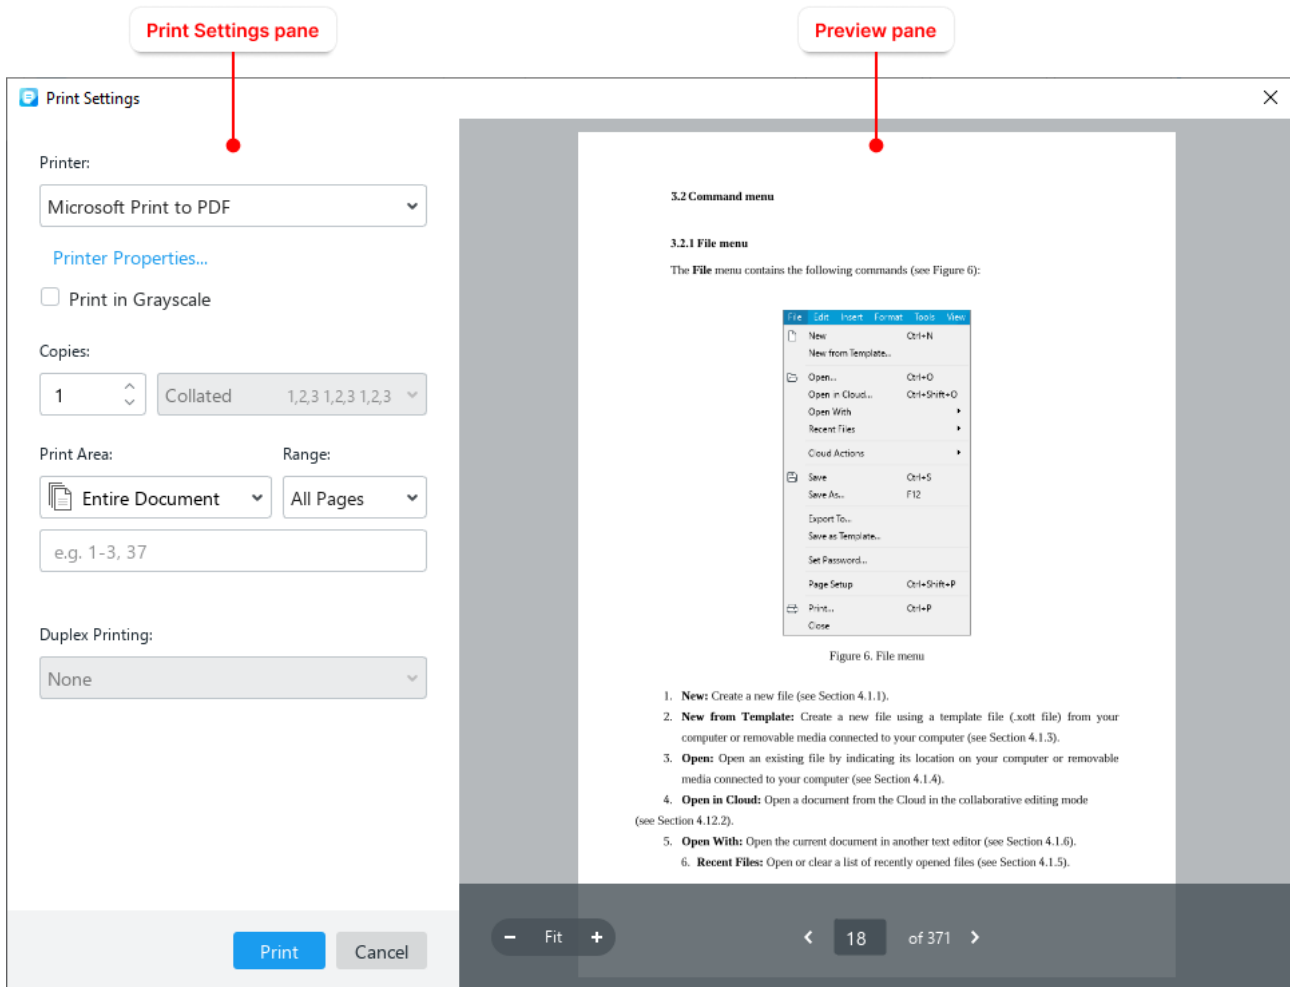 Print Settings pane
Preview pane
Print Settings
Printer:
Microsoft Print to PDF
Printer Properties...
Print in Grayscale
Copies:
1
Collated 1,2,3 1,2,3 1,2,3
Print Area: Range:
Entire Document All Pages
e.g. 1-3, 37
Duplex Printing:
None
Print Cancel
3.2 Command menu
3.2.1 File menu
The File menu contains the following commands (see Figure 6):
File Edit Insert Format Tools View
New Ctrl+N
New from Template...
Open... Ctrl+O
Open in Cloud... Ctrl+Shift+O
Open With
Recent Files
Cloud Actions
Save Ctrl+S
Save As... F12
Export To...
Save as Template...
Set Password...
Page Setup Ctrl+Shift+P
Print... Ctrl+P
Close
Figure 6. File menu
1. New: Create a new file (see Section 4.1.1).
2. New from Template: Create a new file using a template file (.xott file) from your
computer or removable media connected to your computer (see Section 4.1.3).
3. Open: Open an existing file by indicating its location on your computer or removable
media connected to your computer (see Section 4.1.4).
4. Open in Cloud: Open a document from the Cloud in the collaborative editing mode
(see Section 4.12.2).
5. Open With: Open the current document in another text editor (see Section 4.1.6).
6. Recent Files: Open or clear a list of recently opened files (see Section 4.1.5).
Fit
18 of 371